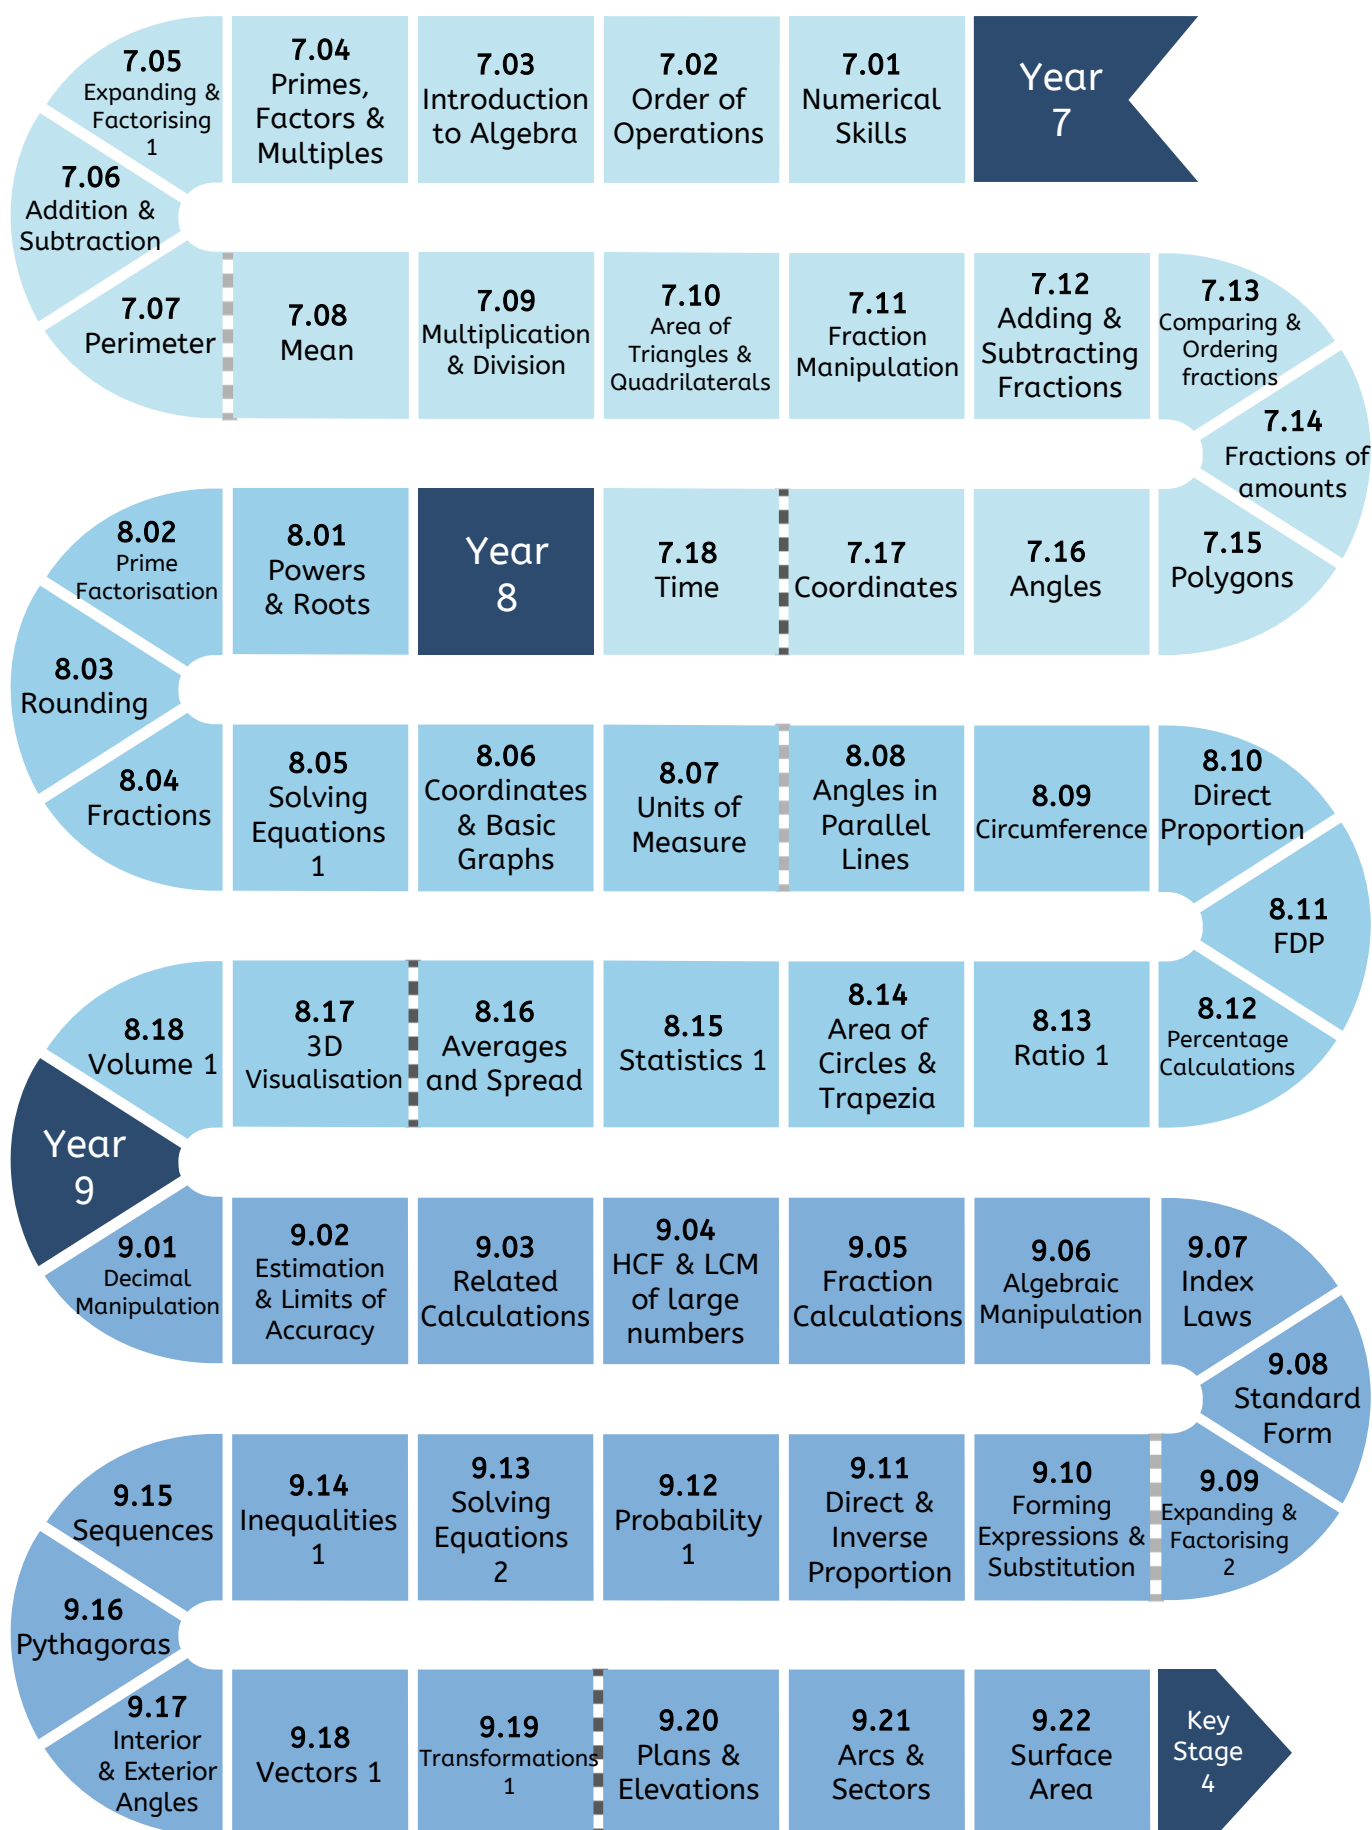 Year
7
7.01
Numerical
Skills
7.02
Order of
Operations
7.03
Introduction
to Algebra
7.04
Primes,
Factors &
Multiples
7.05
Expanding &
Factorising
1
7.06
Addition &
Subtraction
7.07
Perimeter
7.08
Mean
7.09
Multiplication
& Division
7.10
Area of
Triangles &
Quadrilaterals
7.11
Fraction
Manipulation
7.12
Adding &
Subtracting
Fractions
7.13
Comparing &
Ordering
fractions
7.14
Fractions of
amounts
7.15
Polygons
7.16
Angles
7.17
Coordinates
7.18
Time
Year
8
8.01
Powers
& Roots
8.02
Prime
Factorisation
8.03
Rounding
8.04
Fractions
8.05
Solving
Equations
1
8.06
Coordinates
& Basic
Graphs
8.07
Units of
Measure
8.08
Angles in
Parallel
Lines
8.09
Circumference
8.10
Direct
Proportion
8.11
FDP
8.12
Percentage
Calculations
8.13
Ratio 1
8.14
Area of
Circles &
Trapezia
8.15
Statistics 1
8.16
Averages
and Spread
8.17
3D
Visualisation
8.18
Volume 1
Year
9
9.01
Decimal
Manipulation
9.02
Estimation
& Limits of
Accuracy
9.03
Related
Calculations
9.04
HCF & LCM
of large
numbers
9.05
Fraction
Calculations
9.06
Algebraic
Manipulation
9.07
Index
Laws
9.08
Standard
Form
9.09
Expanding &
Factorising
2
9.10
Forming
Expressions &
Substitution
9.11
Direct &
Inverse
Proportion
9.12
Probability
1
9.13
Solving
Equations
2
9.14
Inequalities
1
9.15
Sequences
9.16
Pythagoras
9.17
Interior
& Exterior
Angles
9.18
Vectors 1
9.19
Transformations
1
9.20
Plans &
Elevations
9.21
Arcs &
Sectors
9.22
Surface
Area
Key
Stage
4